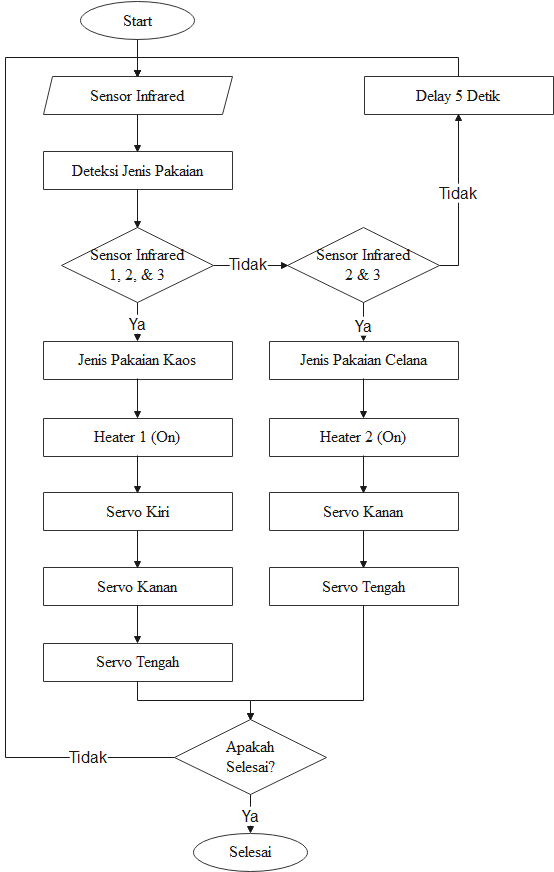 Start
Sensor Infrared
Delay 5 Detik
Deteksi Jenis Pakaian
Tidak
Sensor Infrared
1, 2, & 3
Tidak
Sensor Infrared
2 & 3
Ya
Ya
Jenis Pakaian Kaos
Jenis Pakaian Celana
Heater 1 (On)
Heater 2 (On)
Servo Kiri
Servo Kanan
Servo Kanan
Servo Tengah
Servo Tengah
Apakah
Selesai?
Tidak
Ya
Selesai